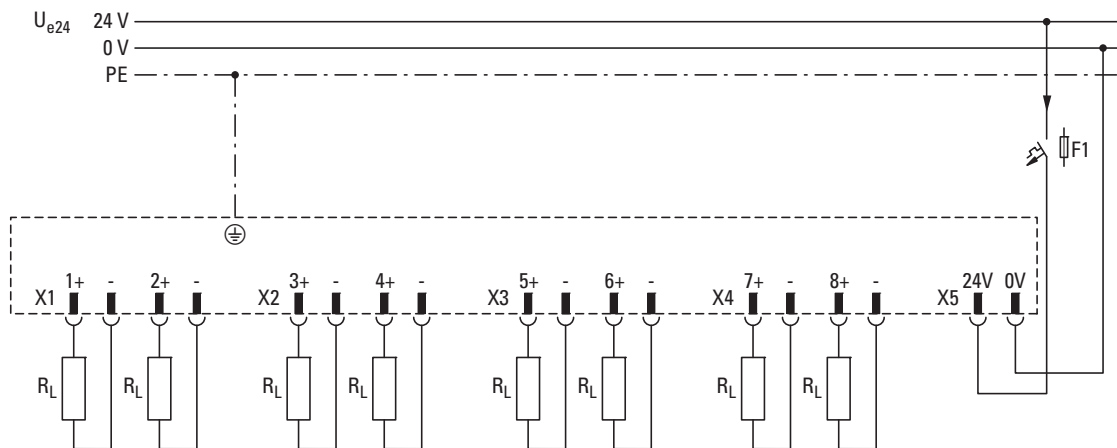 Ue24 24 V
0 V
PE
F1
X1 1+ - 2+ - X2 3+ - 4+ - X3 5+ - 6+ - X4 7+ - 8+ - X5 24V 0V
RL RL RL RL RL RL RL RL